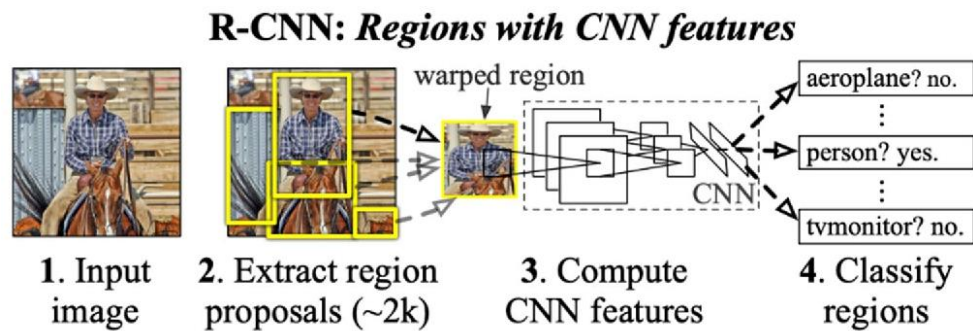 R-CNN: Regions with CNN features
warped region
aeroplane? no.
⋮
person? yes.
⋮
tvmonitor? no.
CNN
1. Input
image
2. Extract region
proposals (~2k)
3. Compute
CNN features
4. Classify
regions